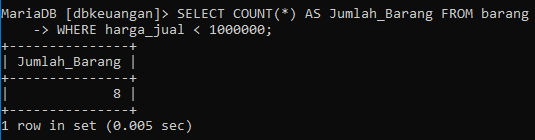 MariaDB [dbkeuangan]> SELECT COUNT(*) AS Jumlah_Barang FROM barang
    -> WHERE harga_jual < 1000000;
+---------------+
| Jumlah_Barang |
+---------------+
|             8 |
+---------------+
1 row in set (0.005 sec)